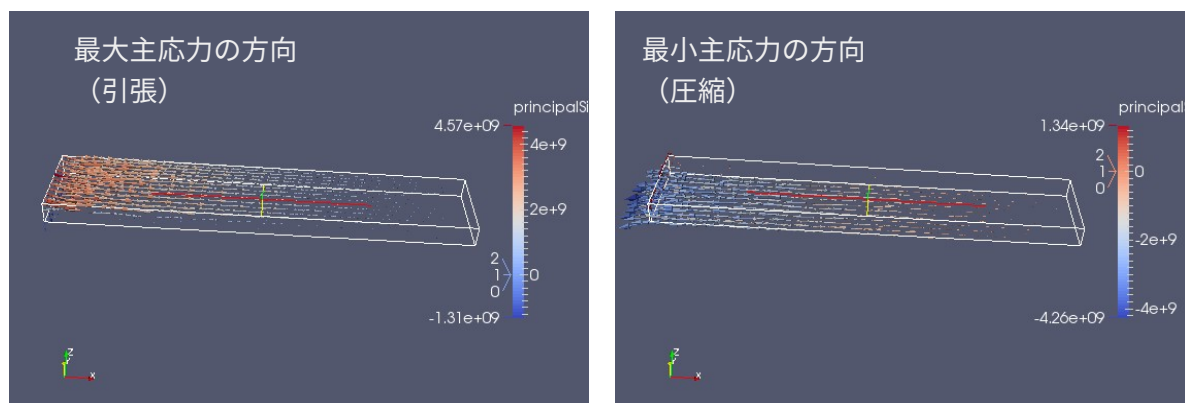 最大主応力の方向
（引張）
principalSi
4.57e+09
4e+9
2e+9
2
1
0
0
-1.31e+09
Z
Y
X
最小主応力の方向
（圧縮）
principalS
1.34e+09
2
1
0
0
-2e+9
-4e+9
-4.26e+09
Z
Y
X